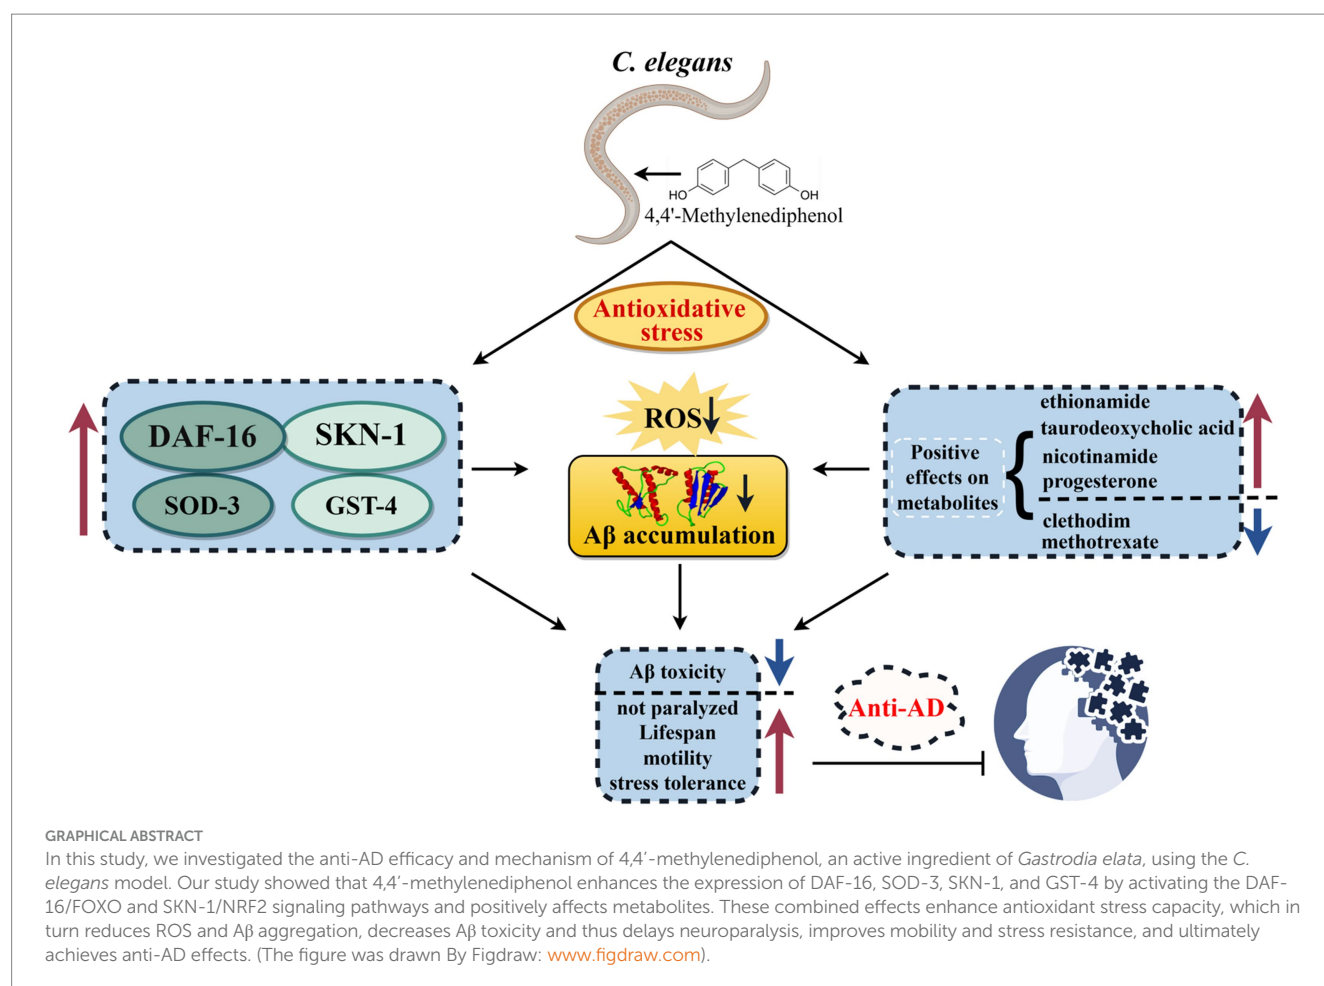 C. elegans
HO
OH
4,4'-Methylenediphenol
Antioxidative
stress
DAF-16
SKN-1
SOD-3
GST-4
ROS
Aβ accumulation
Positive
effects on
metabolites
ethionamide
taurodeoxycholic acid
nicotinamide
progesterone
clethodim
methotrexate
Aβ toxicity
not paralyzed
Lifespan
motility
stress tolerance
Anti-AD
GRAPHICAL ABSTRACT
In this study, we investigated the anti-AD efficacy and mechanism of 4,4′-methylenediphenol, an active ingredient of Gastrodia elata, using the C.
elegans model. Our study showed that 4,4′-methylenediphenol enhances the expression of DAF-16, SOD-3, SKN-1, and GST-4 by activating the DAF-
16/FOXO and SKN-1/NRF2 signaling pathways and positively affects metabolites. These combined effects enhance antioxidant stress capacity, which in
turn reduces ROS and Aβ aggregation, decreases Aβ toxicity and thus delays neuroparalysis, improves mobility and stress resistance, and ultimately
achieves anti-AD effects. (The figure was drawn By Figdraw: www.figdraw.com).